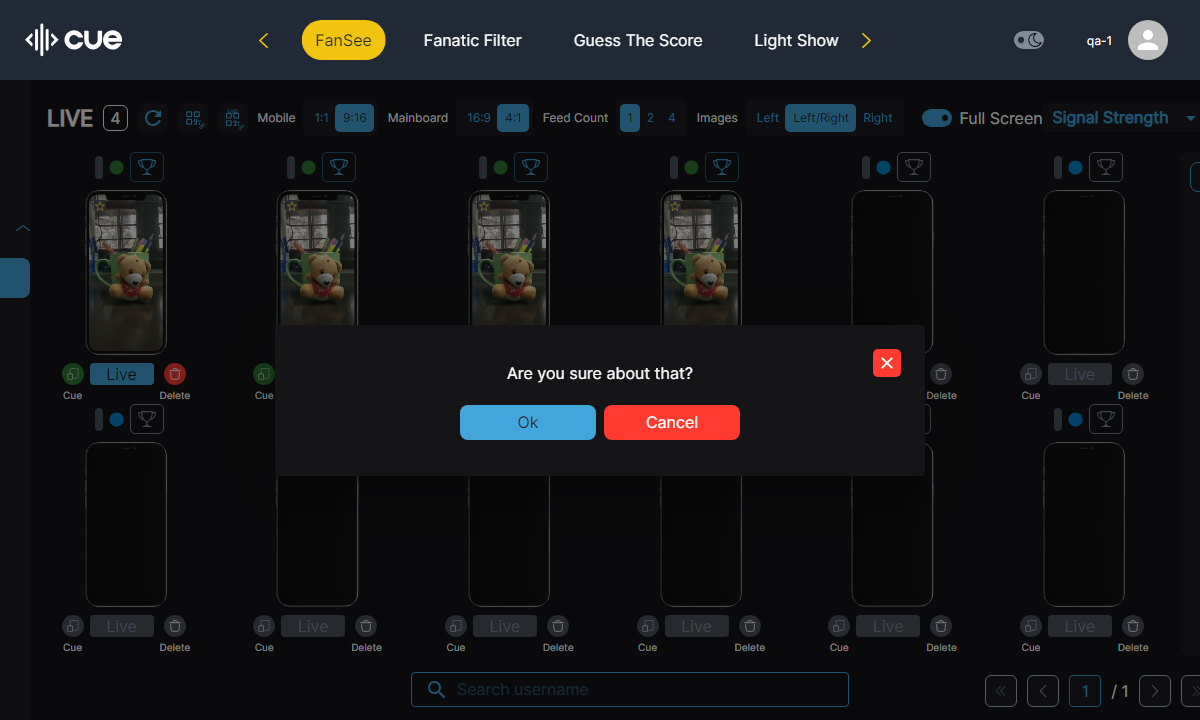 CUE
FanSee Fanatic Filter Guess The Score Light Show
qa-1
LIVE 4 Mobile 1:1 9:16 Mainboard 16:9 4:1 Feed Count 1 2 4 Images Left Left/Right Right Full Screen Signal Strength
Live Live
Cue Cue Delete Delete Cue Delete
Are you sure about that?
Ok Cancel
Live Live Live Live Live Live
Cue Delete Cue Delete Cue Delete Cue Delete Cue Delete Cue Delete
Search username
1 / 1